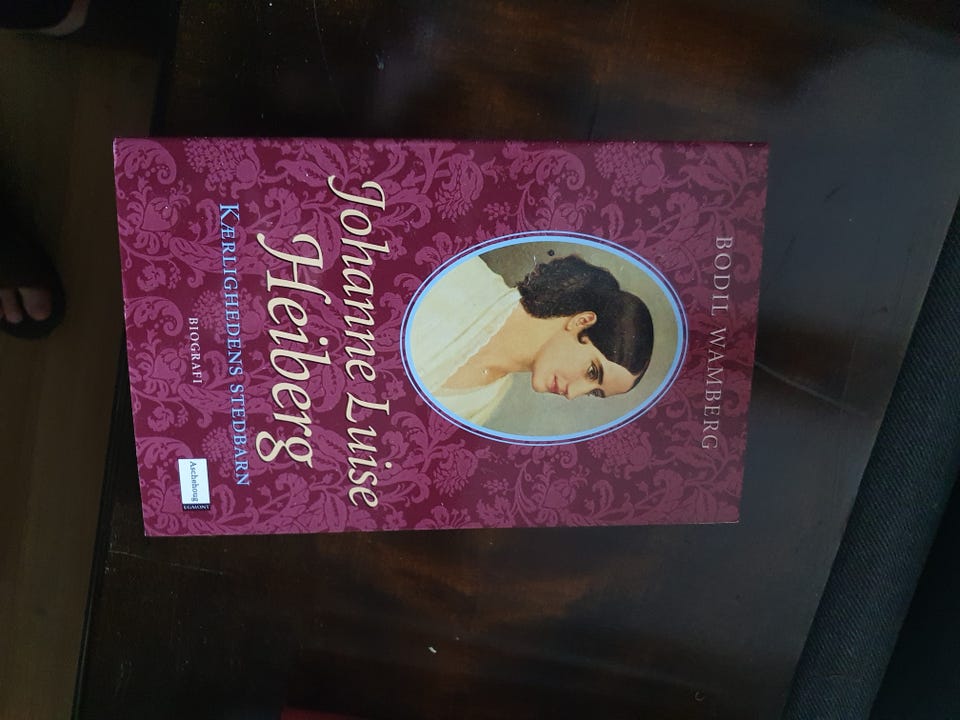 BODIL WAMBERG
Johanne Luise
Heiberg
KÆRLIGHEDENS STEDBARN
BIOGRAFI
Aschehoug
EGMONT